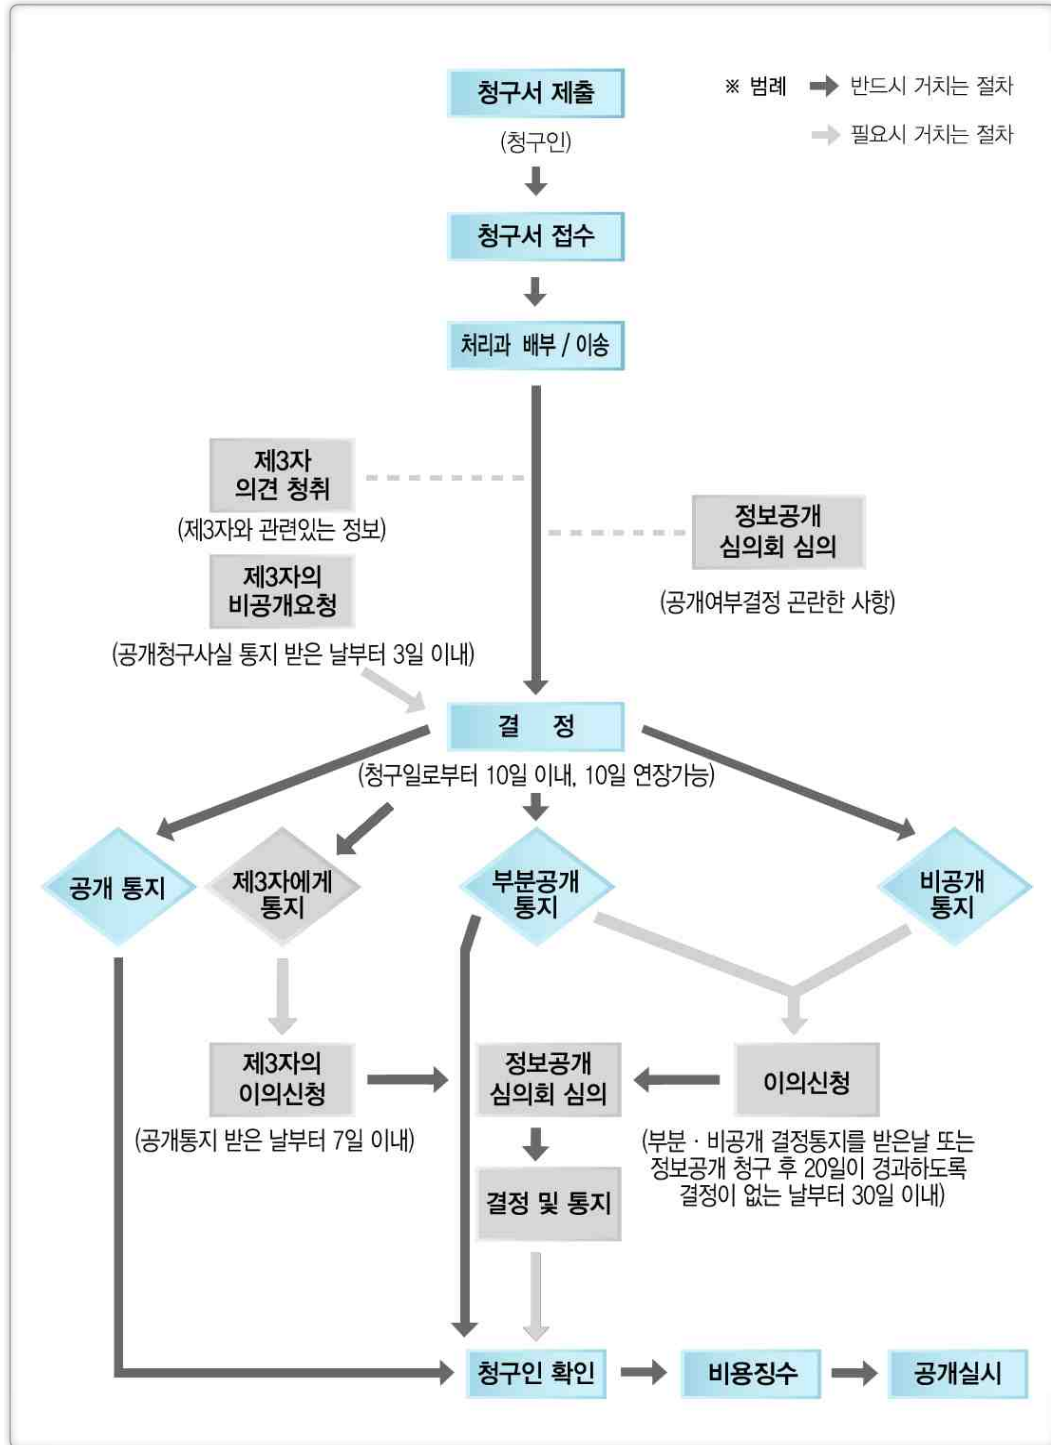 청구서 제출
(청구인)
※ 범례
반드시 거치는 절차
필요시 거치는 절차
청구서 접수
처리과 배부 / 이송
제3자
의견 청취
(제3자와 관련있는 정보)
제3자의
비공개요청
(공개청구사실 통지 받은 날부터 3일 이내)
정보공개
심의회 심의
(공개여부결정 곤란한 사항)
결 정
(청구일로부터 10일 이내, 10일 연장가능)
공개 통지
제3자에게
통지
부분공개
통지
비공개
통지
제3자의
이의신청
(공개통지 받은 날부터 7일 이내)
정보공개
심의회 심의
이의신청
(부분 · 비공개 결정통지를 받은날 또는
정보공개 청구 후 20일이 경과하도록
결정이 없는 날부터 30일 이내)
결정 및 통지
청구인 확인
비용징수
공개실시